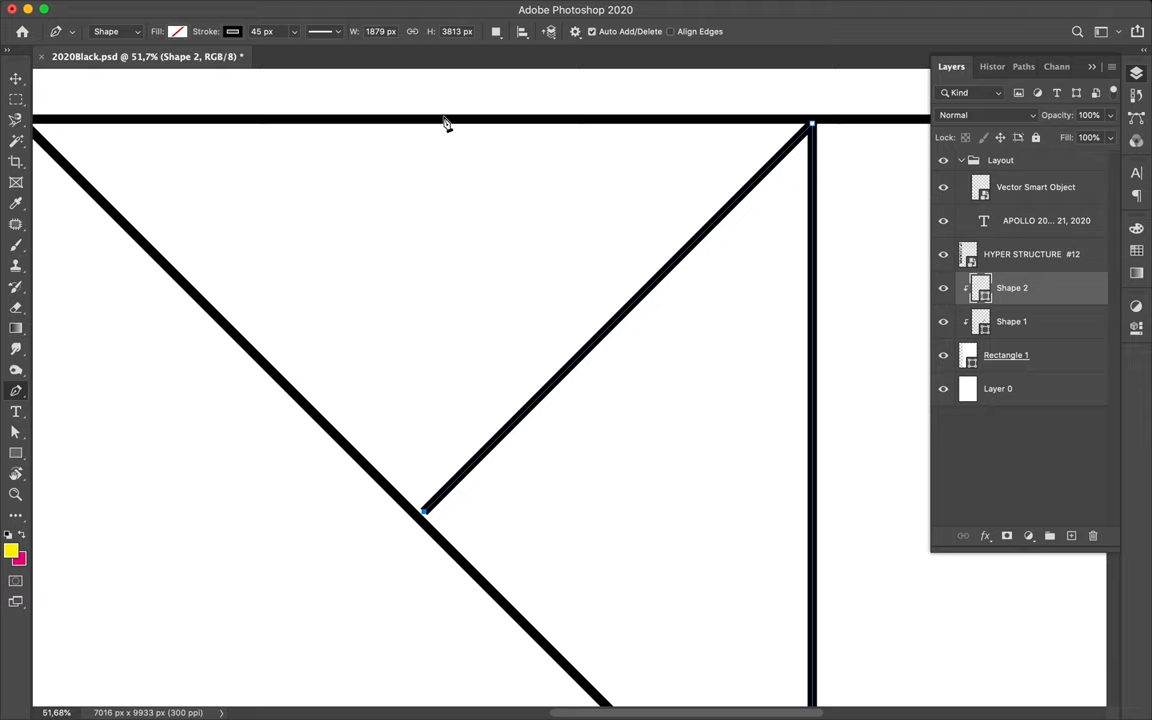 Adobe Photoshop 2020
Shape Fill: Stroke: 45 px W: 1879 px H: 3813 px Auto Add/Delete Align Edges
2020Black.psd @ 51,7% (Shape 2, RGB/8) *
Layers Histor Paths Chann
Kind
Normal Opacity: 100%
Lock: Fill: 100%
Layout
Vector Smart Object
APOLLO 20... 21, 2020
HYPER STRUCTURE #12
Shape 2
Shape 1
Rectangle 1
Layer 0
51,68% 7016 px x 9933 px (300 ppi)